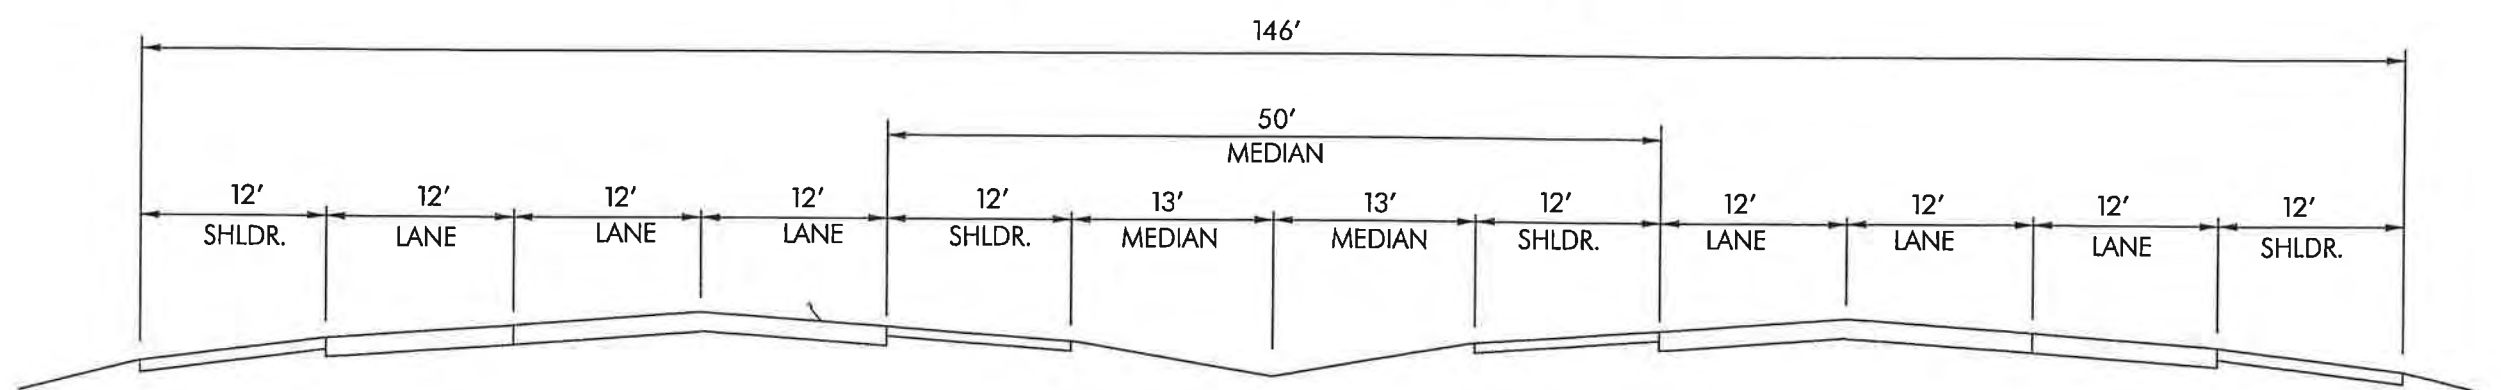 146'
50'
MEDIAN
12' 12' 12' 12' 12' 13' 13' 12' 12' 12' 12' 12'
SHLDR. LANE LANE LANE SHLDR. MEDIAN MEDIAN SHLDR. LANE LANE LANE SHLDR.